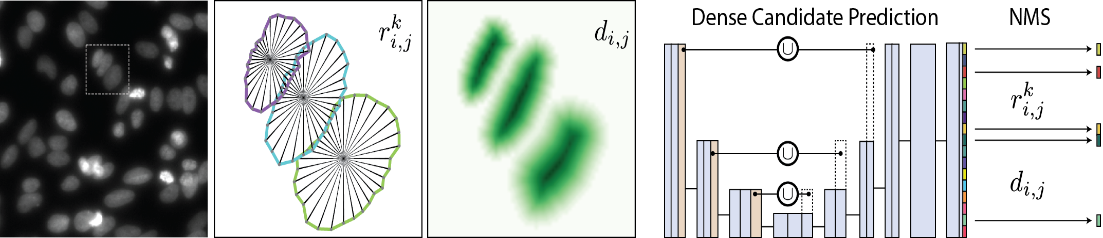 r^k_{i,j}
d_{i,j}
Dense Candidate Prediction
NMS
∪
∪
∪
r^k_{i,j}
d_{i,j}